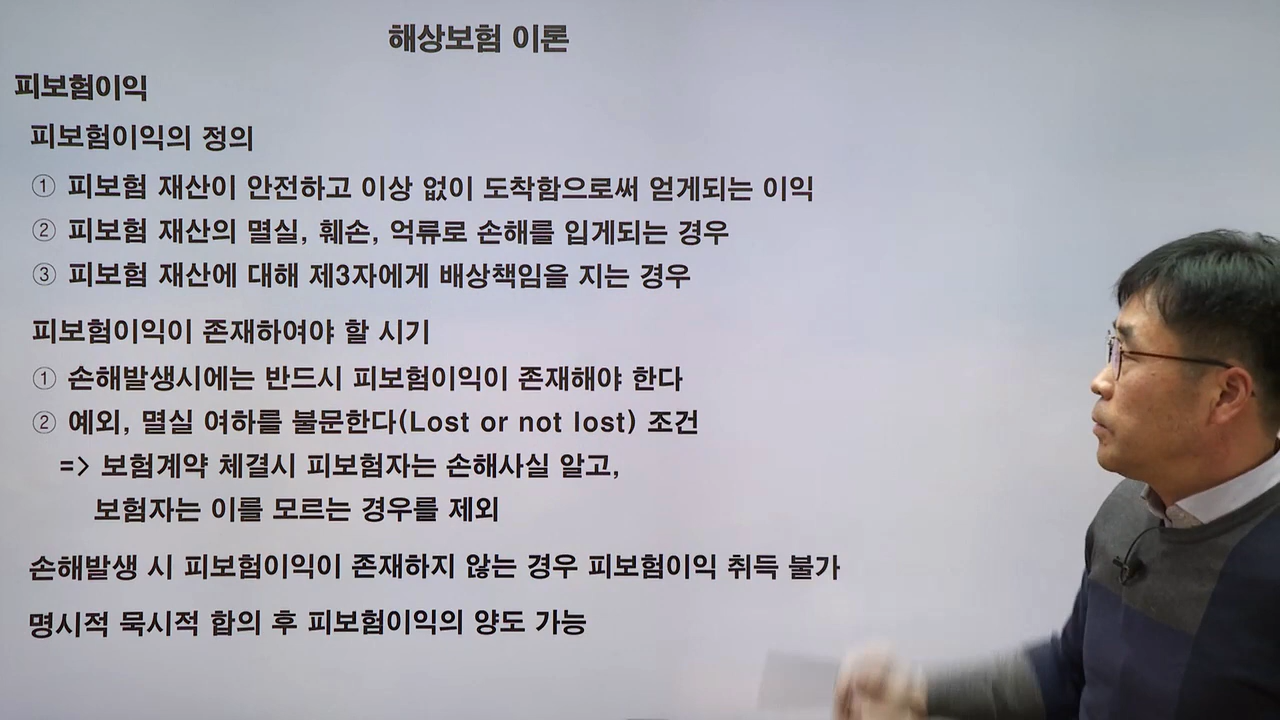 해상보험 이론
피보험이익
피보험이익의 정의
① 피보험 재산이 안전하고 이상 없이 도착함으로써 얻게되는 이익
② 피보험 재산의 멸실, 훼손, 억류로 손해를 입게되는 경우
③ 피보험 재산에 대해 제3자에게 배상책임을 지는 경우
피보험이익이 존재하여야 할 시기
① 손해발생시에는 반드시 피보험이익이 존재해야 한다
② 예외, 멸실 여하를 불문한다(Lost or not lost) 조건
=> 보험계약 체결시 피보험자는 손해사실 알고,
보험자는 이를 모르는 경우를 제외
손해발생 시 피보험이익이 존재하지 않는 경우 피보험이익 취득 불가
명시적 묵시적 합의 후 피보험이익의 양도 가능